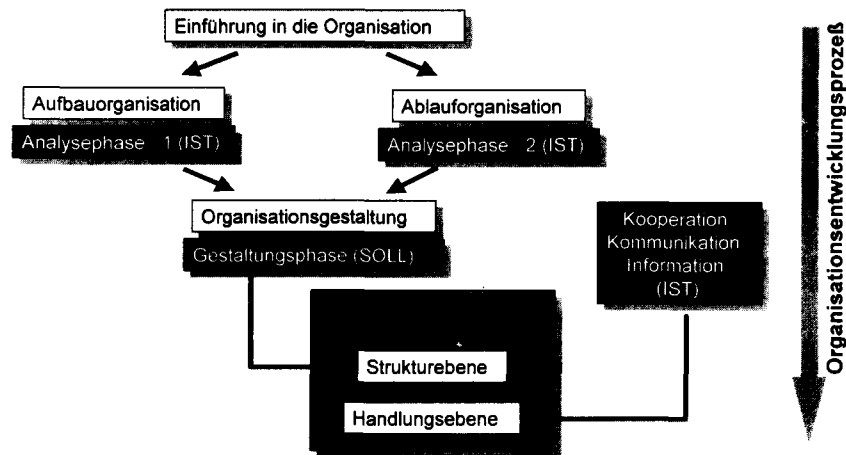 Einführung in die Organisation
Aufbauorganisation
Analysephase 1 (IST)
Ablauforganisation
Analysephase 2 (IST)
Organisationsgestaltung
Gestaltungsphase (SOLL)
Kooperation
Kommunikation
Information
(IST)
Strukturebene
Handlungsebene
Organisationsentwicklungsprozeß